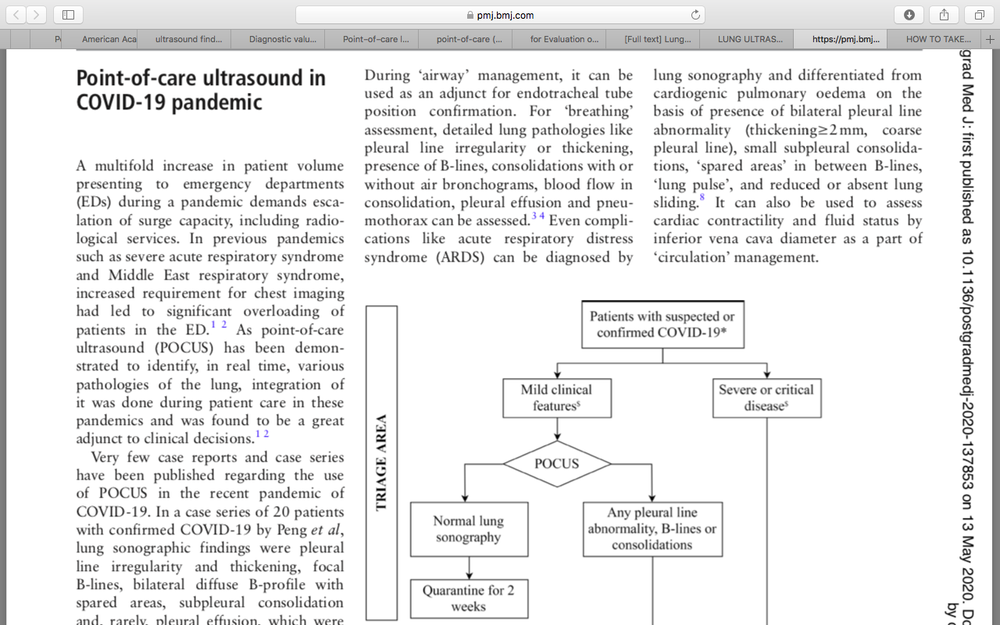 pmj.bmj.com
Pe
American Aca
ultrasound find...
Diagnostic valu...
Point-of-care l...
point-of-care (...
for Evaluation o...
[Full text] Lung...
LUNG ULTRAS...
https://pmj.bmj...
HOW TO TAKE...
Point-of-care ultrasound in
COVID-19 pandemic
A multifold increase in patient volume
presenting to emergency departments
(EDs) during a pandemic demands esca-
lation of surge capacity, including radio-
logical services. In previous pandemics
such as severe acute respiratory syndrome
and Middle East respiratory syndrome,
increased requirement for chest imaging
had led to significant overloading of
patients in the ED.1 2 As point-of-care
ultrasound (POCUS) has been demon-
strated to identify, in real time, various
pathologies of the lung, integration of
it was done during patient care in these
pandemics and was found to be a great
adjunct to clinical decisions.1 2
Very few case reports and case series
have been published regarding the use
of POCUS in the recent pandemic of
COVID-19. In a case series of 20 patients
with confirmed COVID-19 by Peng et al,
lung sonographic findings were pleural
line irregularity and thickening, focal
B-lines, bilateral diffuse B-profile with
spared areas, subpleural consolidation
and, rarely, pleural effusion, which were
During ‘airway’ management, it can be
used as an adjunct for endotracheal tube
position confirmation. For ‘breathing’
assessment, detailed lung pathologies like
pleural line irregularity or thickening,
presence of B-lines, consolidations with or
without air bronchograms, blood flow in
consolidation, pleural effusion and pneu-
mothorax can be assessed.3 4 Even compli-
cations like acute respiratory distress
syndrome (ARDS) can be diagnosed by
lung sonography and differentiated from
cardiogenic pulmonary oedema on the
basis of presence of bilateral pleural line
abnormality (thickening≥2 mm, coarse
pleural line), small subpleural consolida-
tions, ‘spared areas’ in between B-lines,
‘lung pulse’, and reduced or absent lung
sliding.8 It can also be used to assess
cardiac contractility and fluid status by
inferior vena cava diameter as a part of
‘circulation’ management.
TRIAGE AREA
Patients with suspected or
confirmed COVID-19*
Mild clinical
features$
Severe or critical
disease$
POCUS
Normal lung
sonography
Any pleural line
abnormality, B-lines or
consolidations
Quarantine for 2
weeks
grad Med J: first published as 10.1136/postgradmedj-2020-137853 on 13 May 2020. Do
by